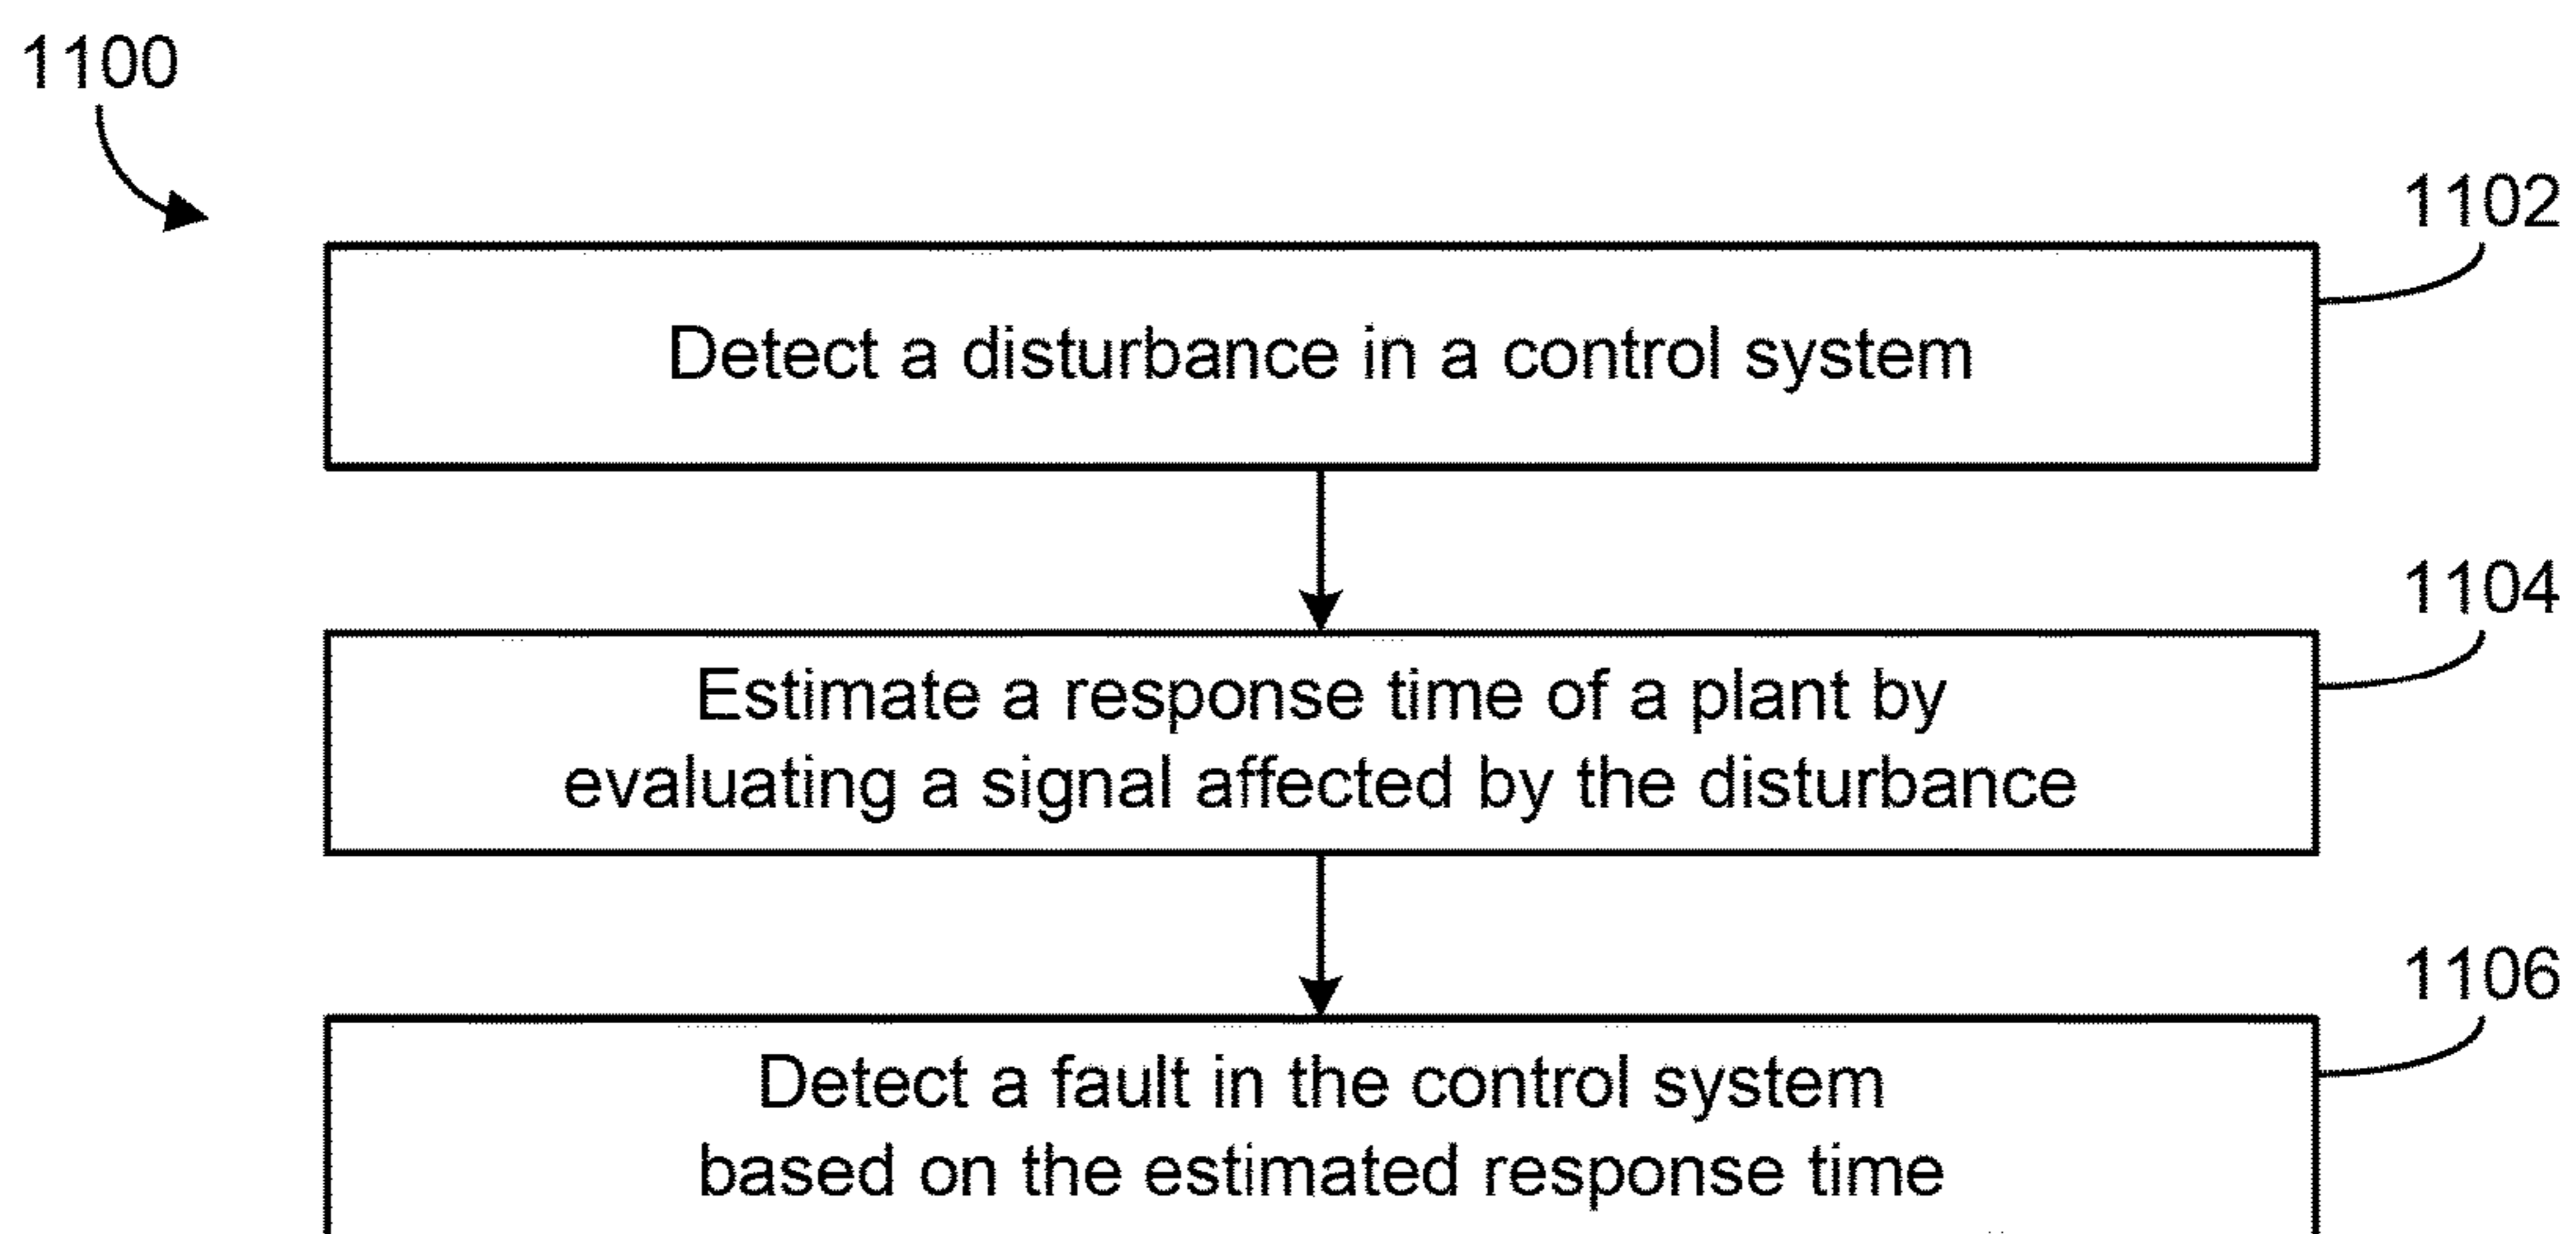 1100
1102
Detect a disturbance in a control system
1104
Estimate a response time of a plant by
evaluating a signal affected by the disturbance
1106
Detect a fault in the control system
based on the estimated response time